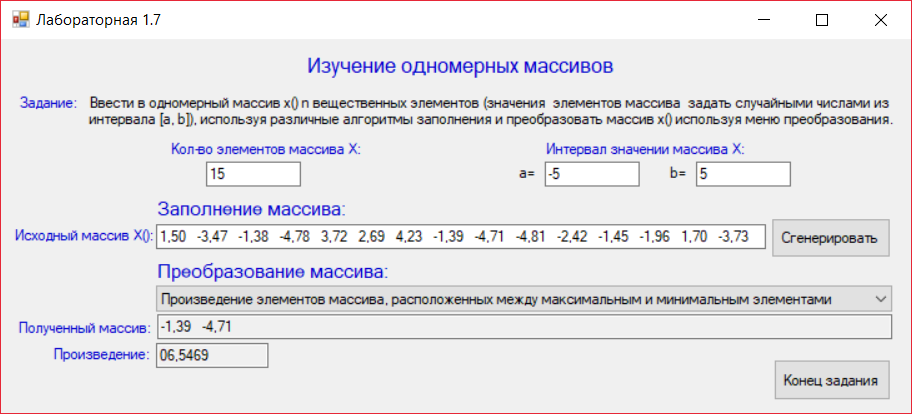 Лабораторная 1.7
Изучение одномерных массивов
Задание: Ввести в одномерный массив x() n вещественных элементов (значения элементов массива задать случайными числами из
интервала [a, b]), используя различные алгоритмы заполнения и преобразовать массив x() используя меню преобразования.
Кол-во элементов массива X: Интервал значении массива X:
15 a= -5 b= 5
Заполнение массива:
Исходный массив X(): 1,50 -3,47 -1,38 -4,78 3,72 2,69 4,23 -1,39 -4,71 -4,81 -2,42 -1,45 -1,96 1,70 -3,73 Сгенерировать
Преобразование массива:
Произведение элементов массива, расположенных между максимальным и минимальным элементами
Полученный массив: -1,39 -4,71
Произведение: 06,5469
Конец задания